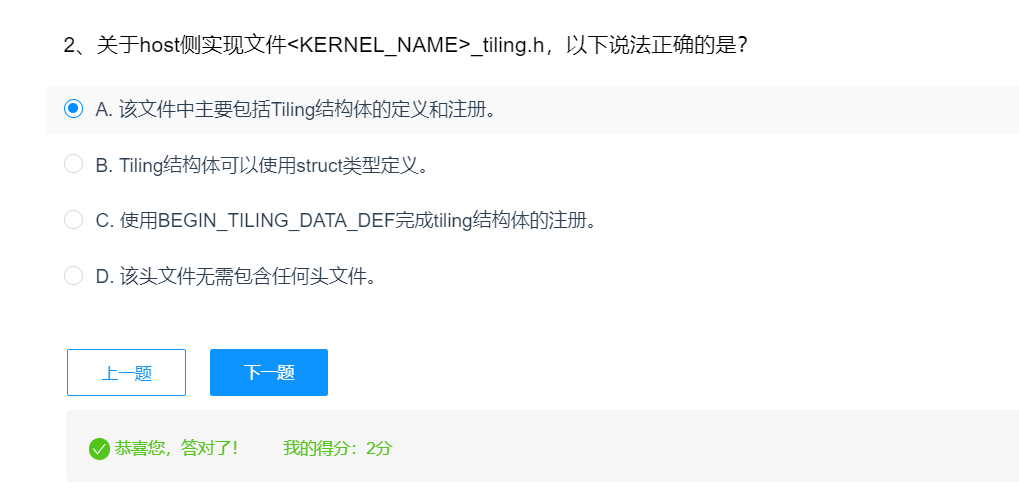 2、关于host侧实现文件<KERNEL_NAME>_tiling.h，以下说法正确的是？
A. 该文件中主要包括Tiling结构体的定义和注册。
B. Tiling结构体可以使用struct类型定义。
C. 使用BEGIN_TILING_DATA_DEF完成tiling结构体的注册。
D. 该头文件无需包含任何头文件。
上一题 下一题
恭喜您，答对了！ 我的得分：2分